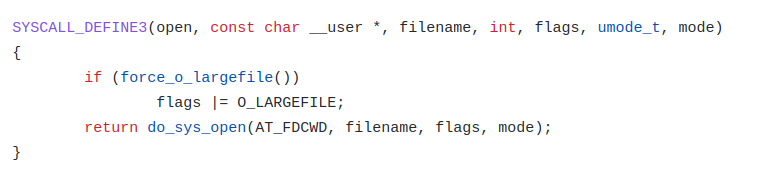 SYSCALL_DEFINE3(open, const char __user *, filename, int, flags, umode_t, mode)
{
        if (force_o_largefile())
                flags |= O_LARGEFILE;
        return do_sys_open(AT_FDCWD, filename, flags, mode);
}